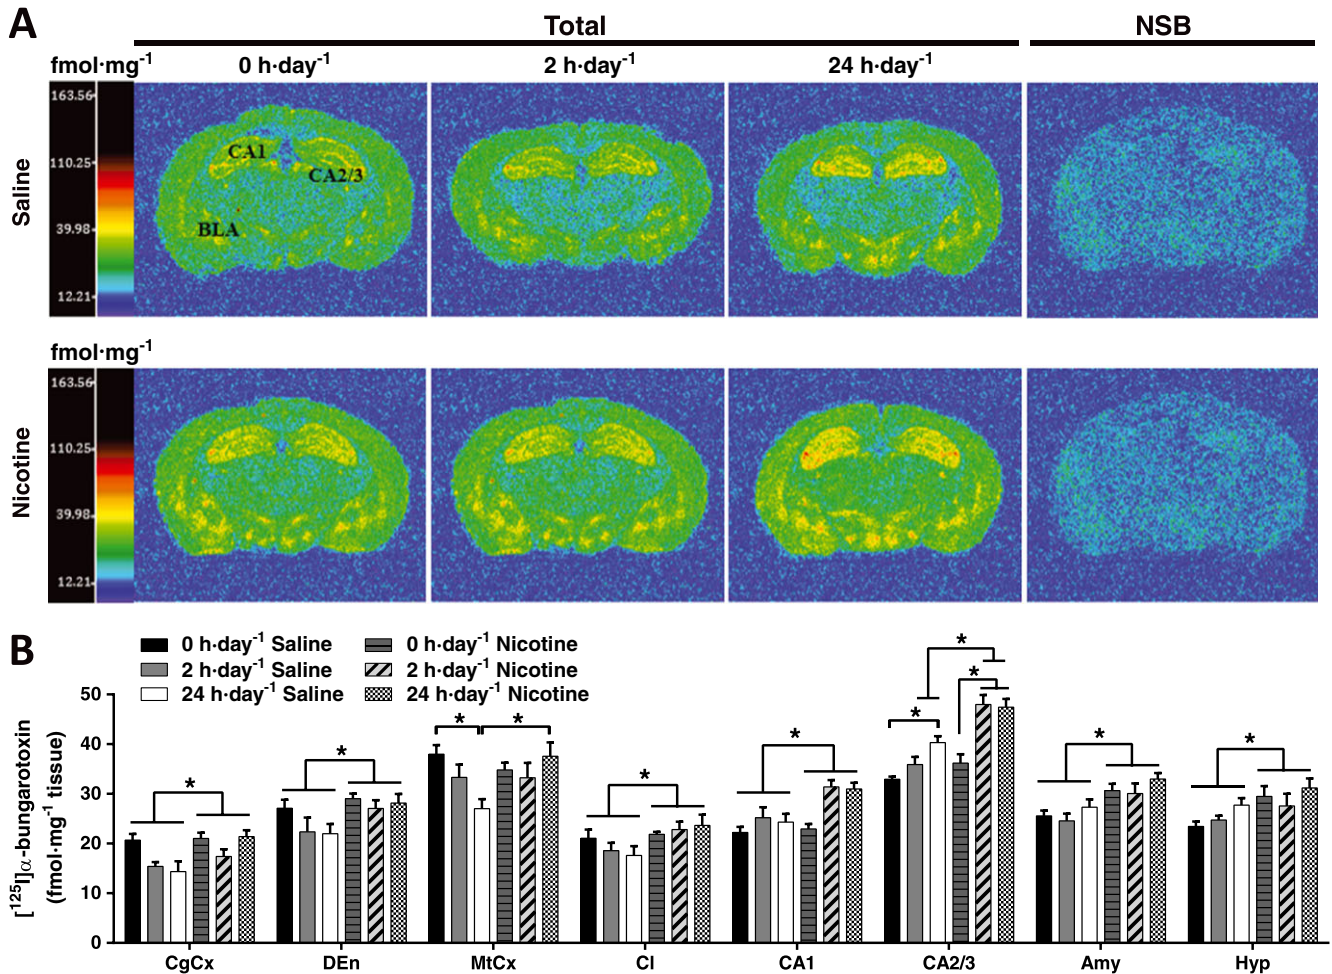 A
Total
NSB
fmol·mg⁻¹
0 h·day⁻¹
2 h·day⁻¹
24 h·day⁻¹
Saline
163.56
110.25
39.98
12.21
CA1
CA2/3
BLA
fmol·mg⁻¹
Nicotine
163.56
110.25
39.98
12.21
B
0 h·day⁻¹ Saline
2 h·day⁻¹ Saline
24 h·day⁻¹ Saline
0 h·day⁻¹ Nicotine
2 h·day⁻¹ Nicotine
24 h·day⁻¹ Nicotine
[¹²⁵I]α-bungarotoxin
(fmol·mg⁻¹ tissue)
50
40
30
20
10
0
*
*
*
*
*
*
*
*
*
*
*
CgCx
DEn
MtCx
Cl
CA1
CA2/3
Amy
Hyp